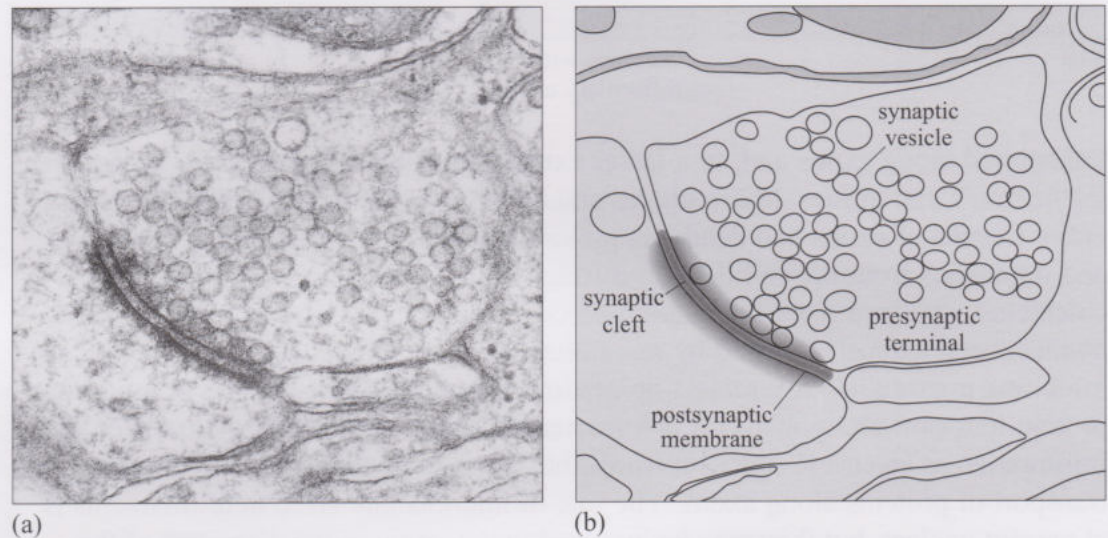 synaptic
vesicle
synaptic
cleft
presynaptic
terminal
postsynaptic
membrane
(a)
(b)